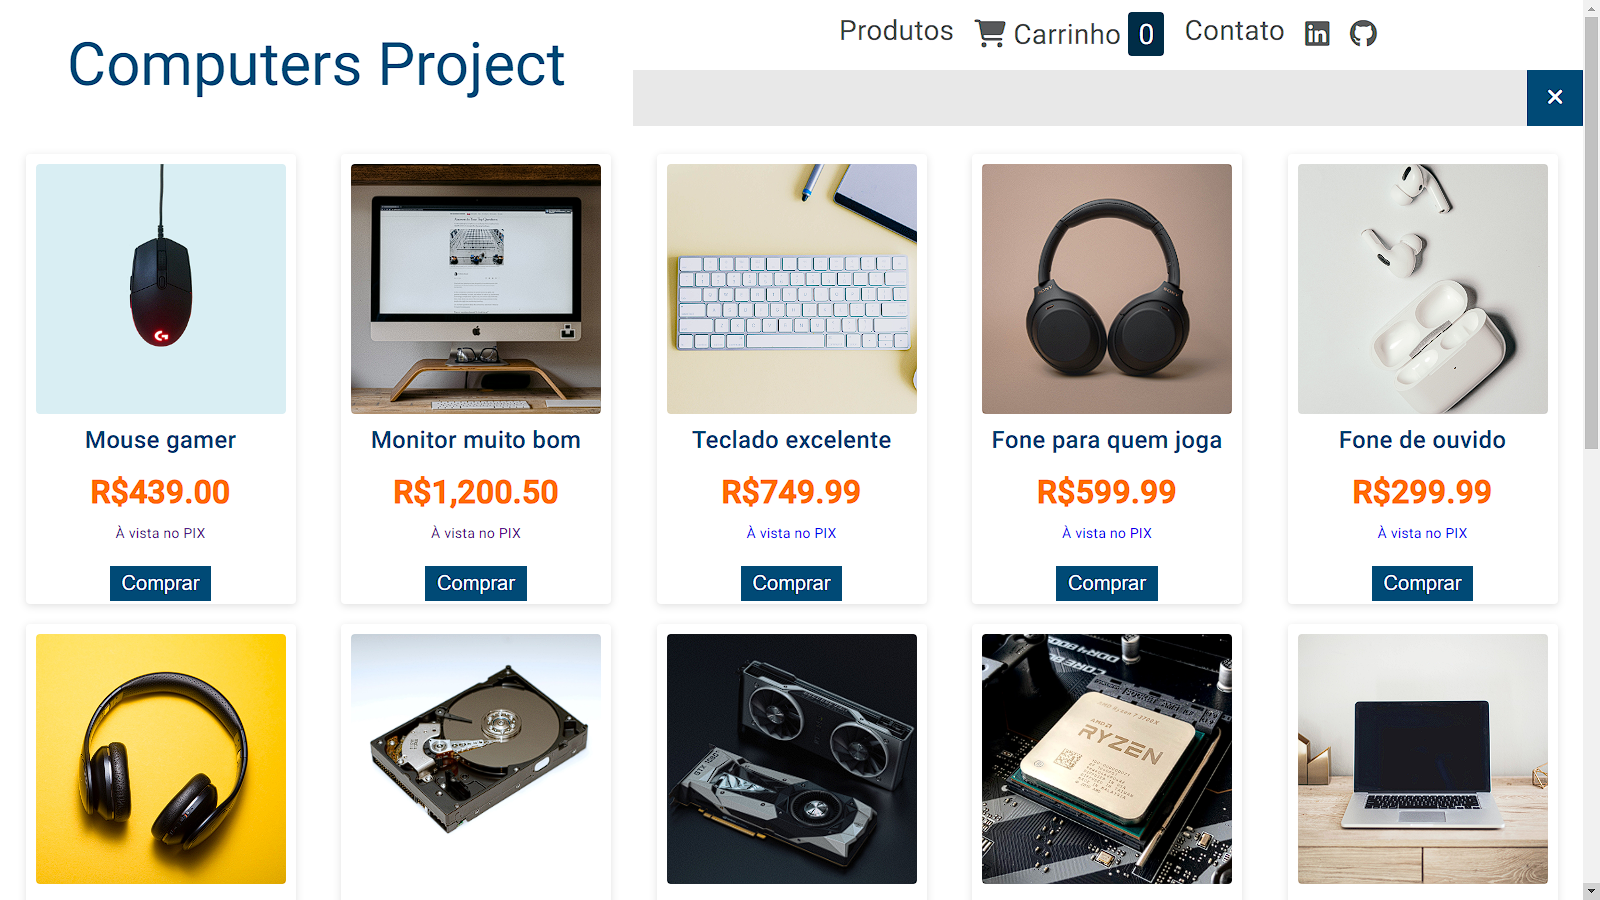 Computers Project
Produtos
Carrinho 0
Contato
Mouse gamer
R$439.00
À vista no PIX
Comprar
Monitor muito bom
R$1,200.50
À vista no PIX
Comprar
Teclado excelente
R$749.99
À vista no PIX
Comprar
Fone para quem joga
R$599.99
À vista no PIX
Comprar
Fone de ouvido
R$299.99
À vista no PIX
Comprar
AMD
RYZEN